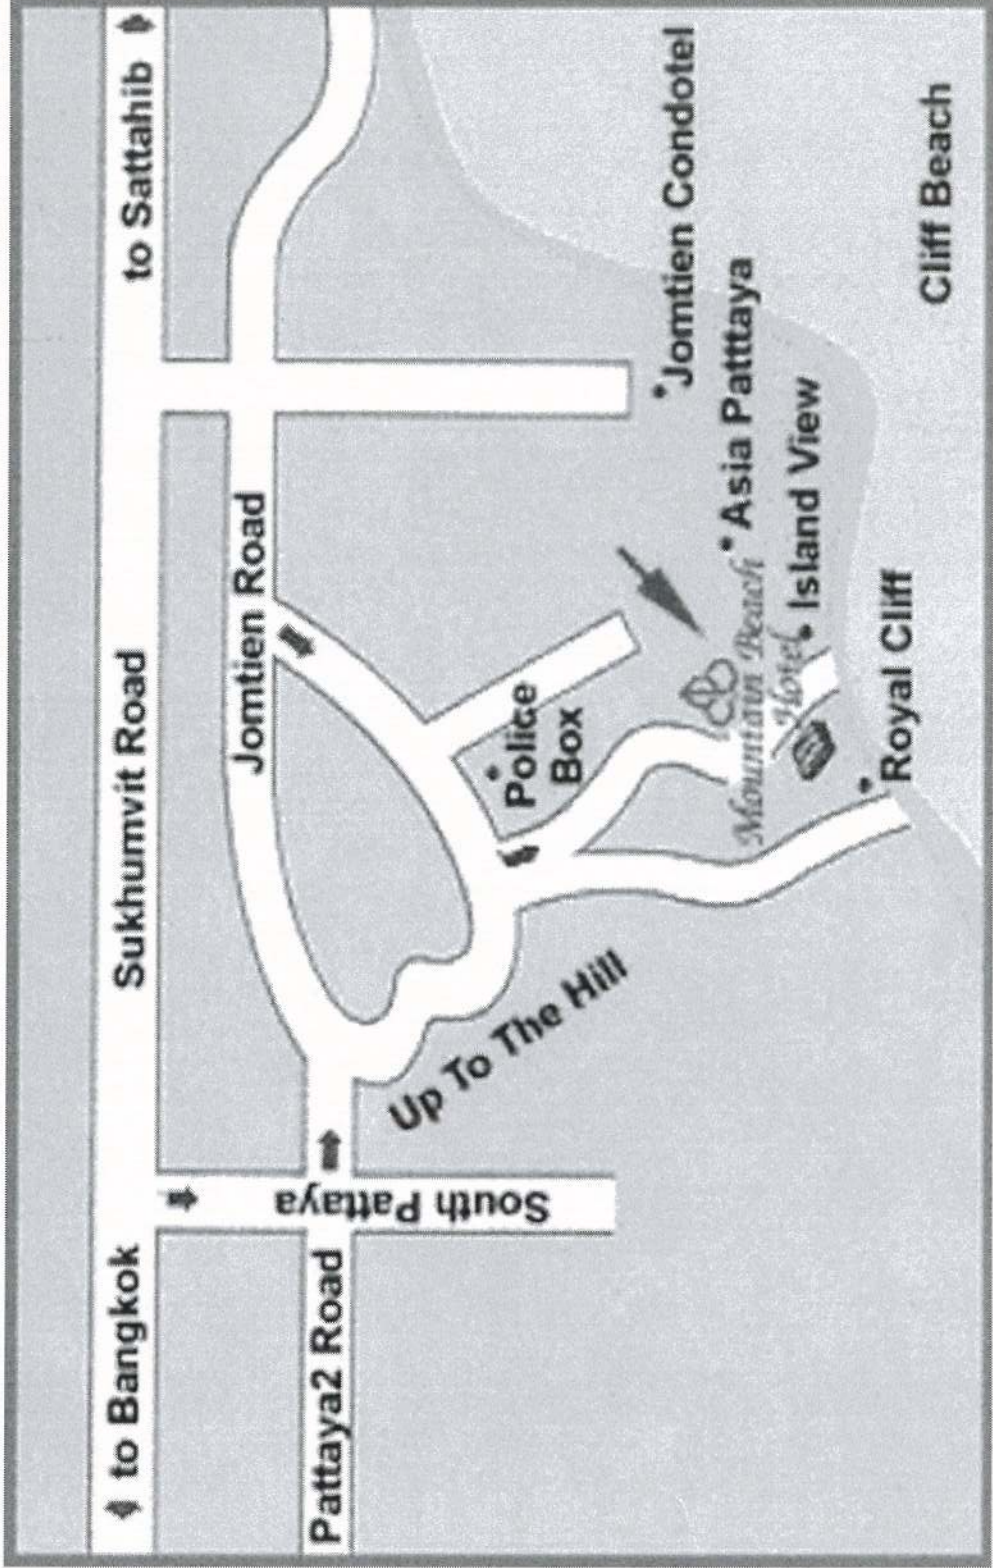 to Bangkok
Sukhumvit Road
to Sattahib
Jomtien Road
Pattaya2 Road
South Pattaya
Up To The Hill
Police
Box
Jomtien Condotel
Mountain Beach
Hotel
Asia Patttaya
Island View
Royal Cliff
Cliff Beach